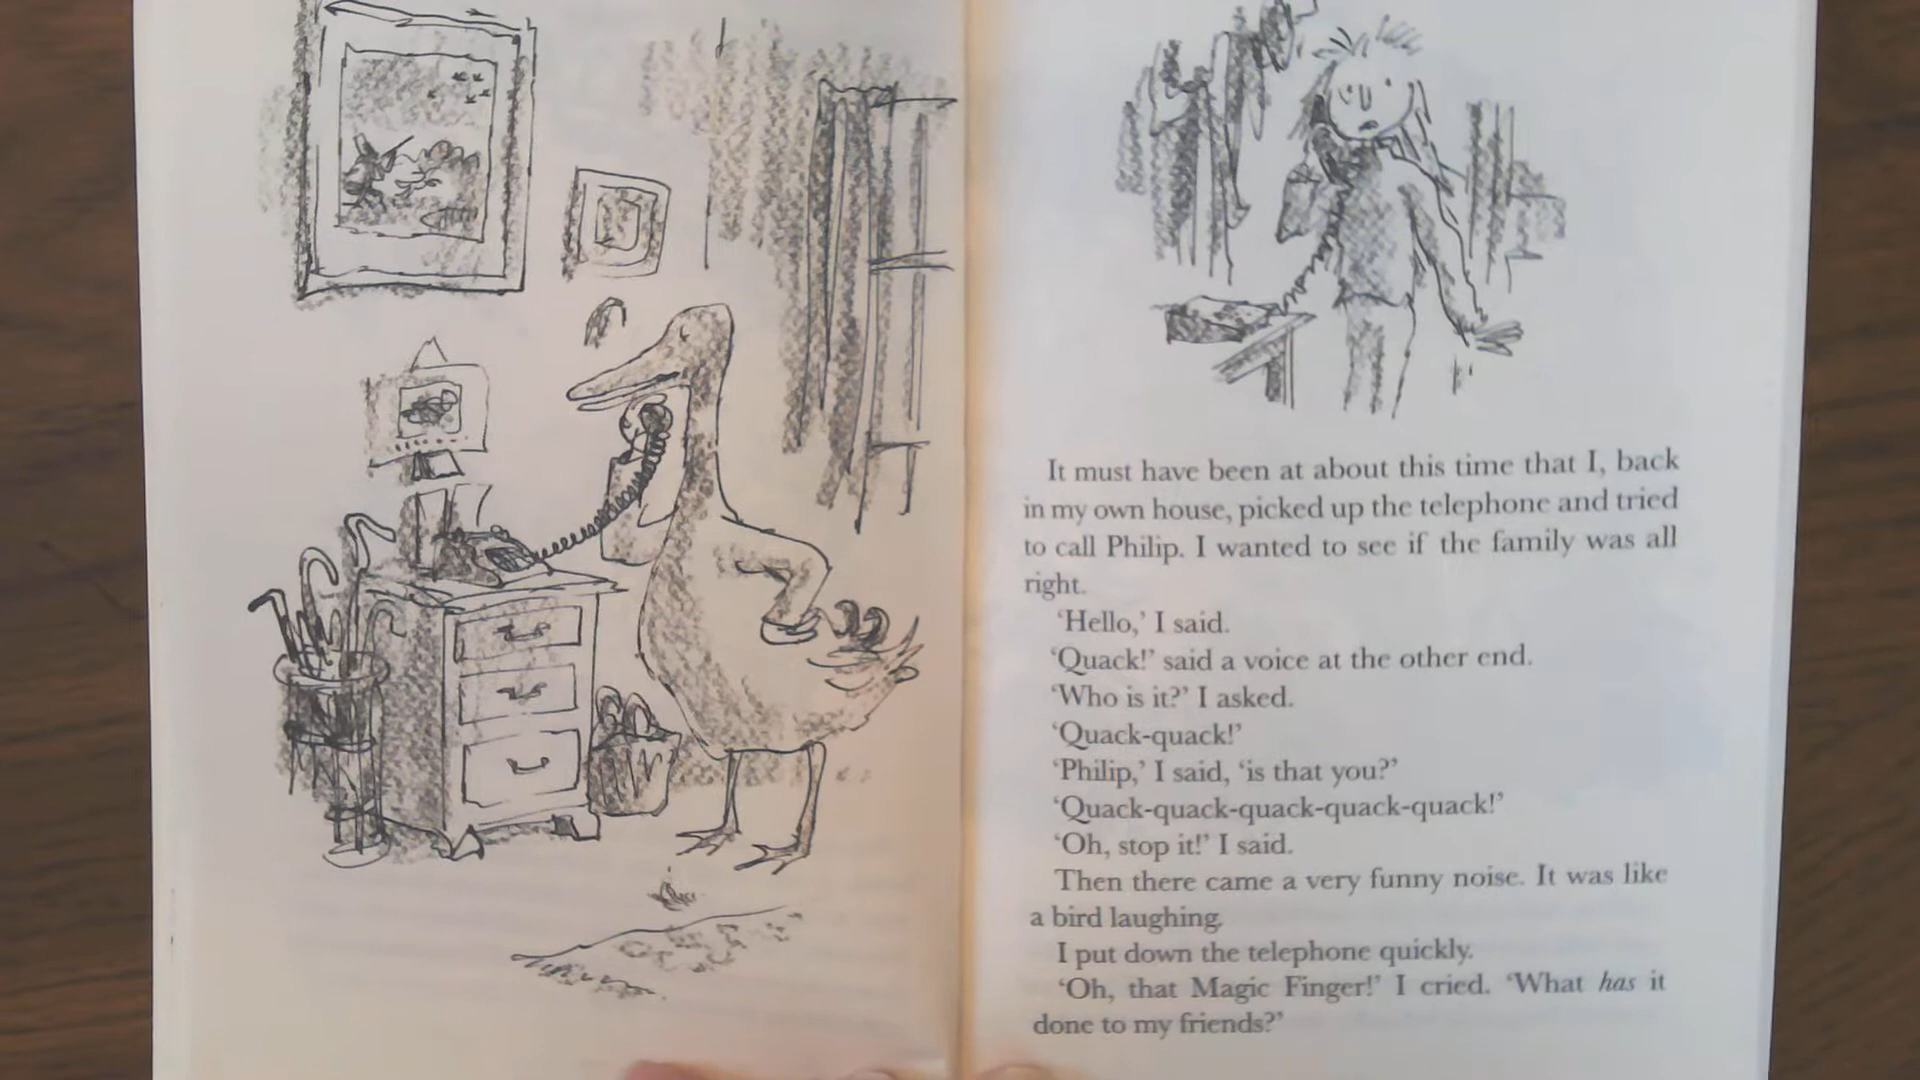 It must have been at about this time that I, back
in my own house, picked up the telephone and tried
to call Philip. I wanted to see if the family was all
right.
‘Hello,’ I said.
‘Quack!’ said a voice at the other end.
‘Who is it?’ I asked.
‘Quack-quack!’
‘Philip,’ I said, ‘is that you?’
‘Quack-quack-quack-quack-quack!’
‘Oh, stop it!’ I said.
Then there came a very funny noise. It was like
a bird laughing.
I put down the telephone quickly.
‘Oh, that Magic Finger!’ I cried. ‘What has it
done to my friends?’